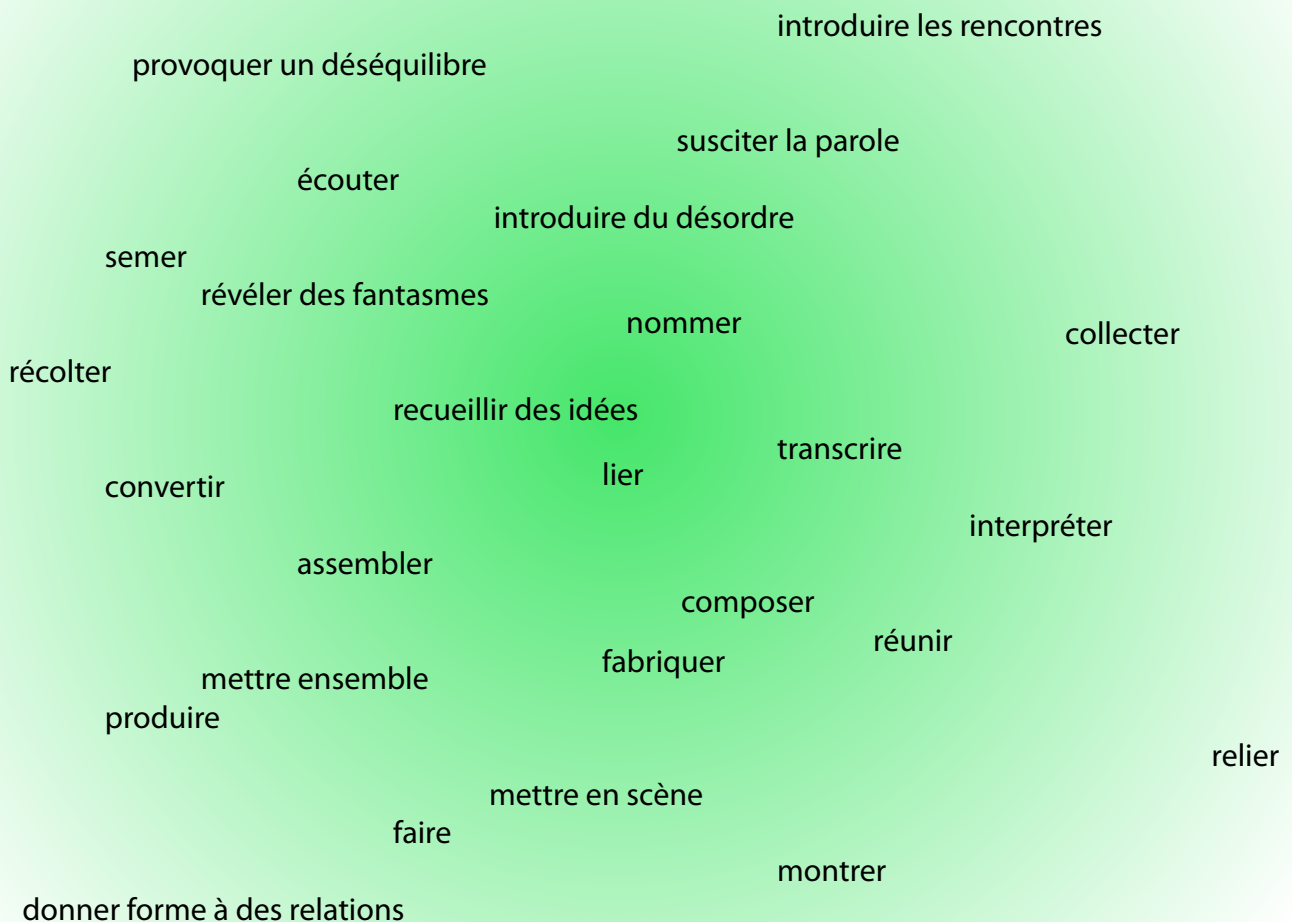 introduire les rencontres
provoquer un déséquilibre
susciter la parole
écouter
introduire du désordre
semer
révéler des fantasmes
nommer
collecter
récolter
recueillir des idées
transcrire
lier
convertir
interpréter
assembler
composer
réunir
fabriquer
mettre ensemble
produire
relier
mettre en scène
faire
montrer
donner forme à des relations